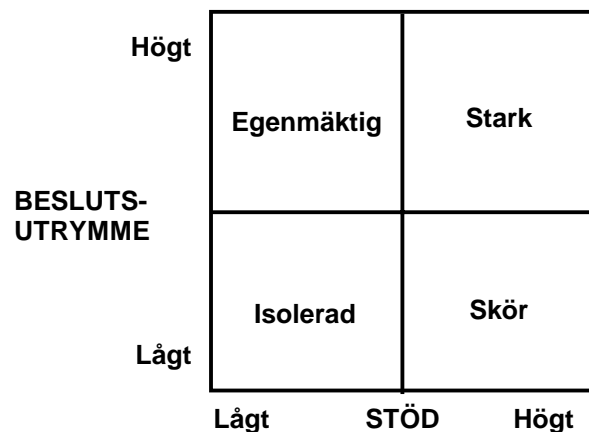 Högt
Egenmäktig
Stark
BESLUTS-
UTRYMME
Isolerad
Skör
Lågt
Lågt STÖD Högt